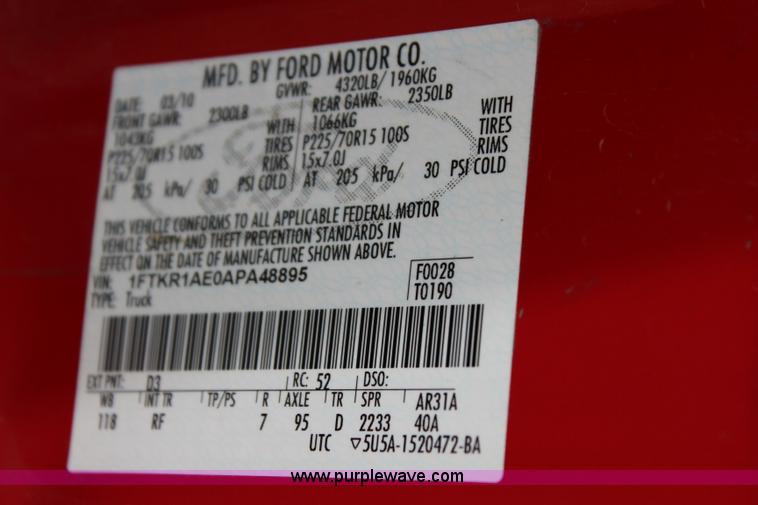 MFD. BY FORD MOTOR CO.
DATE: 03/10 GVWR: 4320LB/ 1960KG
FRONT GAWR: 2300LB REAR GAWR: 2350LB
1043KG WITH 1066KG WITH
P225/70R15 100S TIRES P225/70R15 100S TIRES
15x7.0J RIMS 15x7.0J RIMS
AT 205 kPa/ 30 PSI COLD AT 205 kPa/ 30 PSI COLD
THIS VEHICLE CONFORMS TO ALL APPLICABLE FEDERAL MOTOR
VEHICLE SAFETY AND THEFT PREVENTION STANDARDS IN
EFFECT ON THE DATE OF MANUFACTURE SHOWN ABOVE.
VIN: 1FTKR1AE0APA48895 F0028
TYPE: Truck T0190
EXT PNT: D3 RC: 52 DSO:
WB INT TR TP/PS R AXLE TR SPR AR31A
118 RF 7 95 D 2233 40A
UTC ▽5U5A-1520472-BA
www.purplewave.com